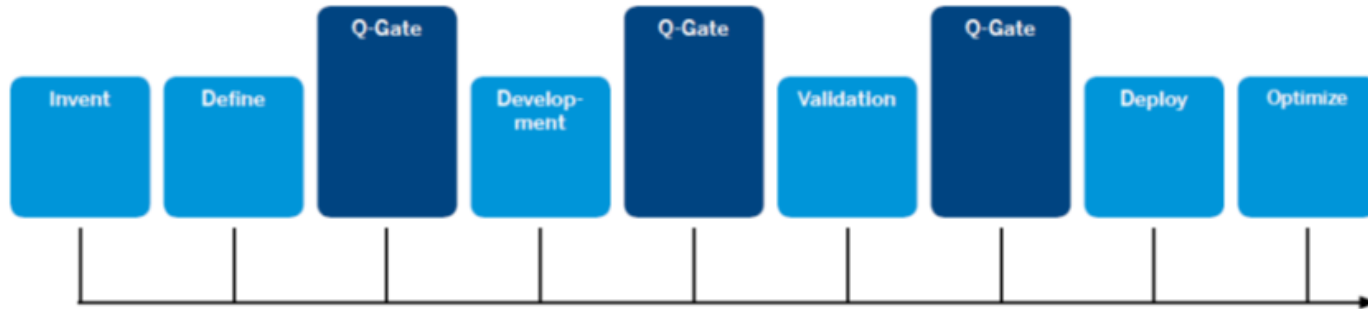 Invent
Define
Q-Gate
Develop-
ment
Q-Gate
Validation
Q-Gate
Deploy
Optimize